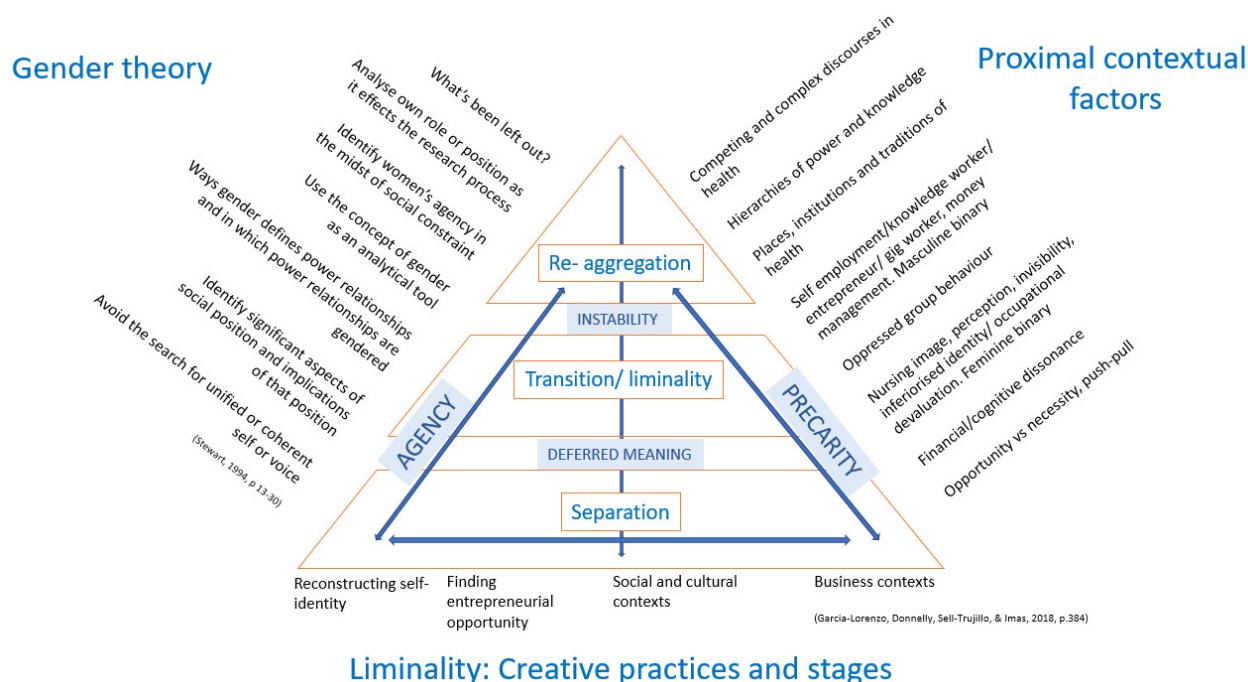 Gender theory
What's been left out?
Analyse own role or position as
it effects the research process
Identify women's agency in
the midst of social constraint
Use the concept of gender
as an analytical tool
Ways gender defines power relationships
and in which power relationships are
gendered
Identify significant aspects of
social position and implications
of that position
Avoid the search for unified or coherent
self or voice
(Stewart, 1994, p 13-30)
Proximal contextual
factors
Competing and complex discourses in
health
Hierarchies of power and knowledge
Places, institutions and traditions of
health
Self employment/knowledge worker/
entrepreneur/ gig worker, money
management. Masculine binary
Oppressed group behaviour
Nursing image, perception, invisibility,
inferiorised identity/ occupational
devaluation. Feminine binary
Financial/cognitive dissonance
Opportunity vs necessity, push-pull
Re- aggregation
INSTABILITY
Transition/ liminality
AGENCY
PRECARITY
DEFERRED MEANING
Separation
Reconstructing self-
identity
Finding
entrepreneurial
opportunity
Social and cultural
contexts
Business contexts
(Garcia-Lorenzo, Donnelly, Sell-Trujillo, & Imas, 2018, p.384)
Liminality: Creative practices and stages